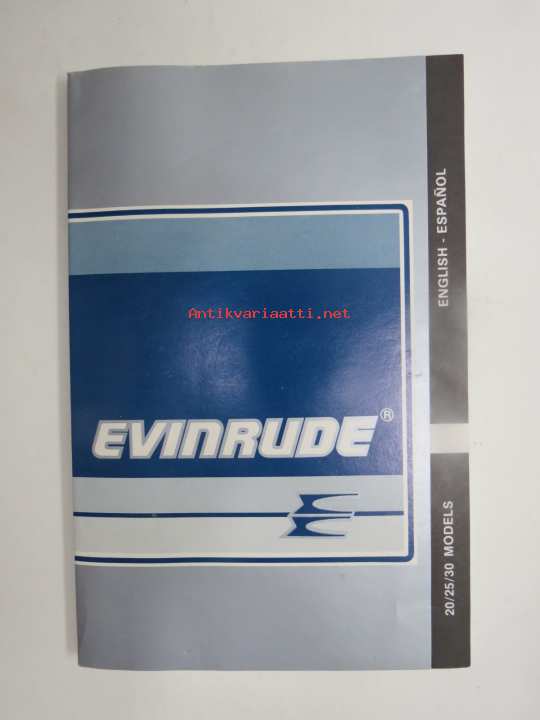 Antikvariaatti.net
EVINRUDE®
ENGLISH - ESPAÑOL
20/25/30 MODELS